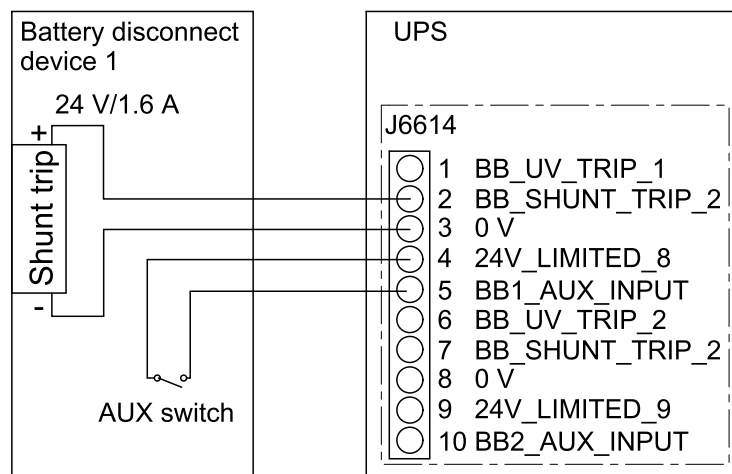 Battery disconnect
device 1
24 V/1.6 A
+
Shunt trip
-
AUX switch
UPS
J6614
1 BB_UV_TRIP_1
2 BB_SHUNT_TRIP_2
3 0 V
4 24V_LIMITED_8
5 BB1_AUX_INPUT
6 BB_UV_TRIP_2
7 BB_SHUNT_TRIP_2
8 0 V
9 24V_LIMITED_9
10 BB2_AUX_INPUT